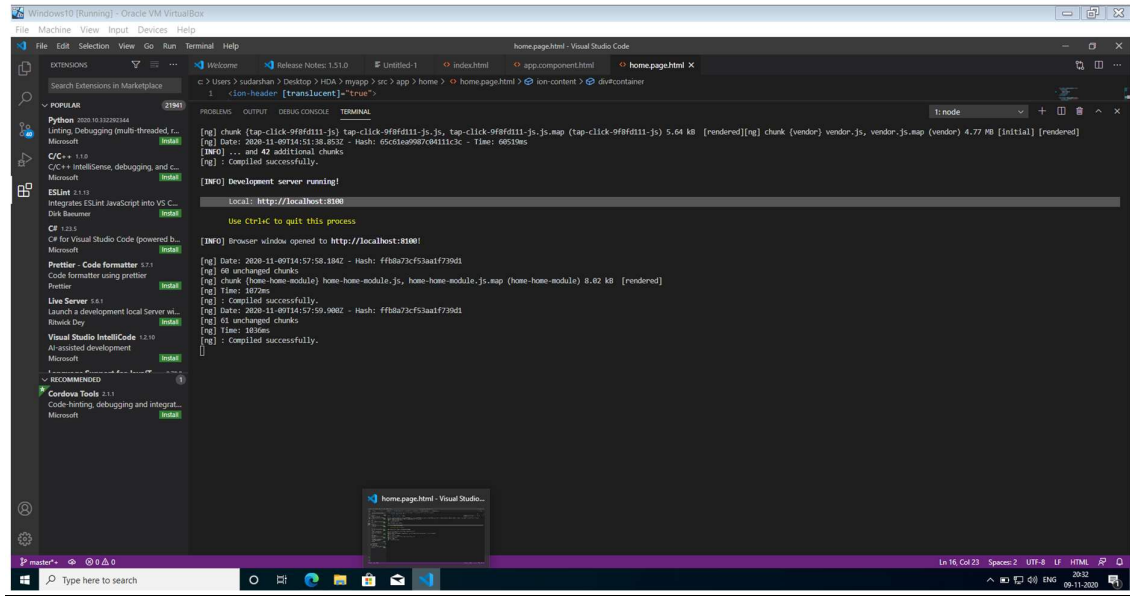 Windows10 [Running] - Oracle VM VirtualBox
File Machine View Input Devices Help
File Edit Selection View Go Run Terminal Help
home.page.html - Visual Studio Code
EXTENSIONS
Welcome
Release Notes: 1.51.0
Untitled-1
index.html
app.component.html
home.page.html
Search Extensions in Marketplace
c: > Users > sudarshan > Desktop > HDA > myapp > src > app > home > home.page.html > ion-content > div#container
1 <ion-header [translucent]="true">
POPULAR 21941
Python 2020.10.332292344
Linting, Debugging (multi-threaded, r...
Microsoft Install
C/C++ 1.1.0
C/C++ IntelliSense, debugging, and c...
Microsoft Install
ESLint 2.1.13
Integrates ESLint JavaScript into VS C...
Dirk Baeumer Install
C# 1.23.5
C# for Visual Studio Code (powered b...
Microsoft Install
Prettier - Code formatter 5.7.1
Code formatter using prettier
Prettier Install
Live Server 5.6.1
Launch a development local Server wi...
Ritwick Dey Install
Visual Studio IntelliCode 1.2.10
AI-assisted development
Microsoft Install
RECOMMENDED 1
Cordova Tools 2.1.1
Code-hinting, debugging and integrat...
Microsoft Install
PROBLEMS OUTPUT DEBUG CONSOLE TERMINAL
1: node
[ng] chunk {tap-click-9f8fd111-js} tap-click-9f8fd111-js.js, tap-click-9f8fd111-js.js.map (tap-click-9f8fd111-js) 5.64 kB [rendered][ng] chunk {vendor} vendor.js, vendor.js.map (vendor) 4.77 MB [initial] [rendered]
[ng] Date: 2020-11-09T14:51:38.853Z - Hash: 65c61ea9987c04111c3c - Time: 60519ms
[INFO] ... and 42 additional chunks
[ng] : Compiled successfully.
[INFO] Development server running!
Local: http://localhost:8100
Use Ctrl+C to quit this process
[INFO] Browser window opened to http://localhost:8100!
[ng] Date: 2020-11-09T14:57:58.184Z - Hash: ffb8a73cf53aa1f739d1
[ng] 60 unchanged chunks
[ng] chunk {home-home-module} home-home-module.js, home-home-module.js.map (home-home-module) 8.02 kB [rendered]
[ng] Time: 1072ms
[ng] : Compiled successfully.
[ng] Date: 2020-11-09T14:57:59.900Z - Hash: ffb8a73cf53aa1f739d1
[ng] 61 unchanged chunks
[ng] Time: 1036ms
[ng] : Compiled successfully.
home.page.html - Visual Studio...
master*+ 0 0
Ln 16, Col 23 Spaces: 2 UTF-8 LF HTML
Type here to search
ENG
20:32
09-11-2020